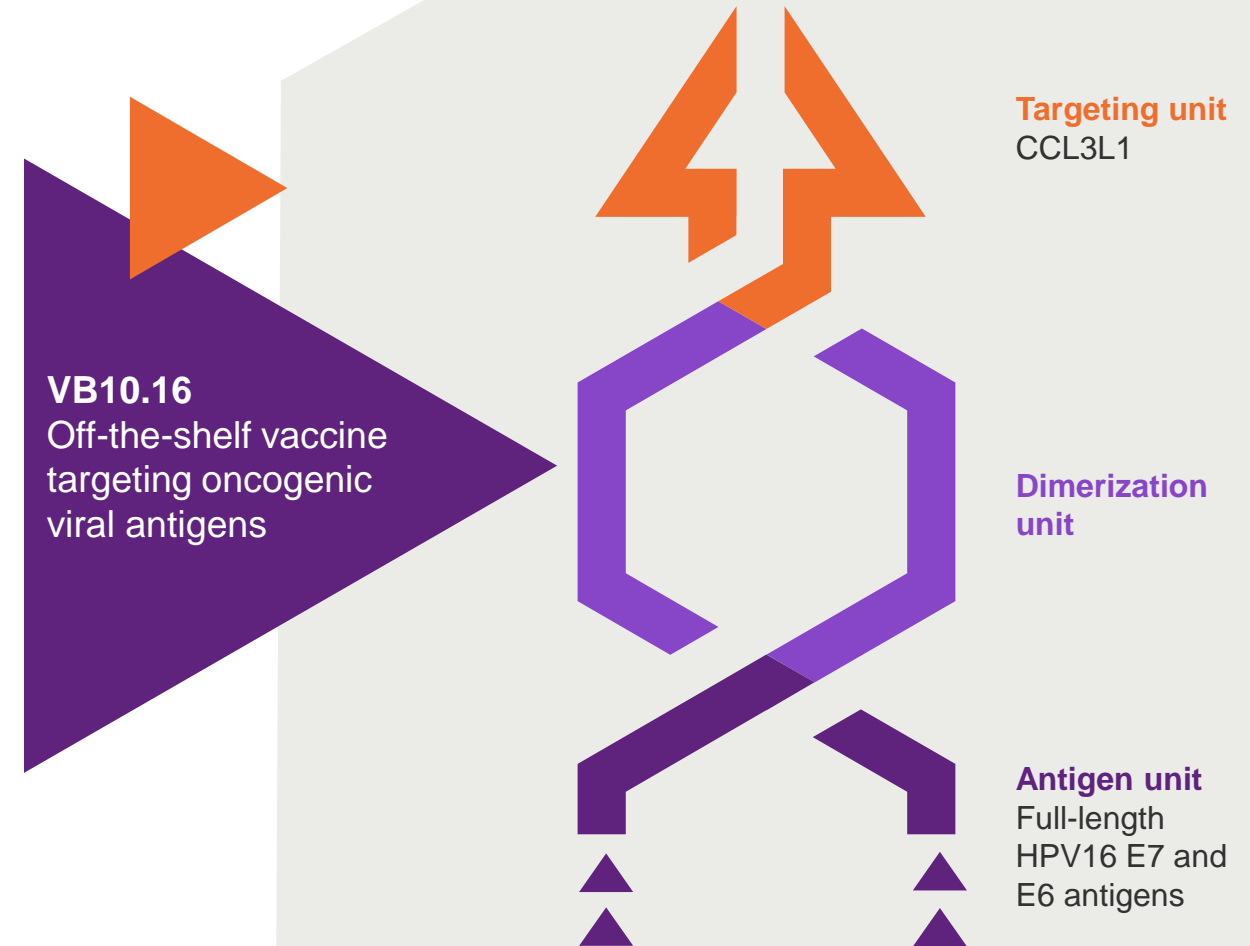 VB10.16
Off-the-shelf vaccine
targeting oncogenic
viral antigens
Targeting unit
CCL3L1
Dimerization
unit
Antigen unit
Full-length
HPV16 E7 and
E6 antigens